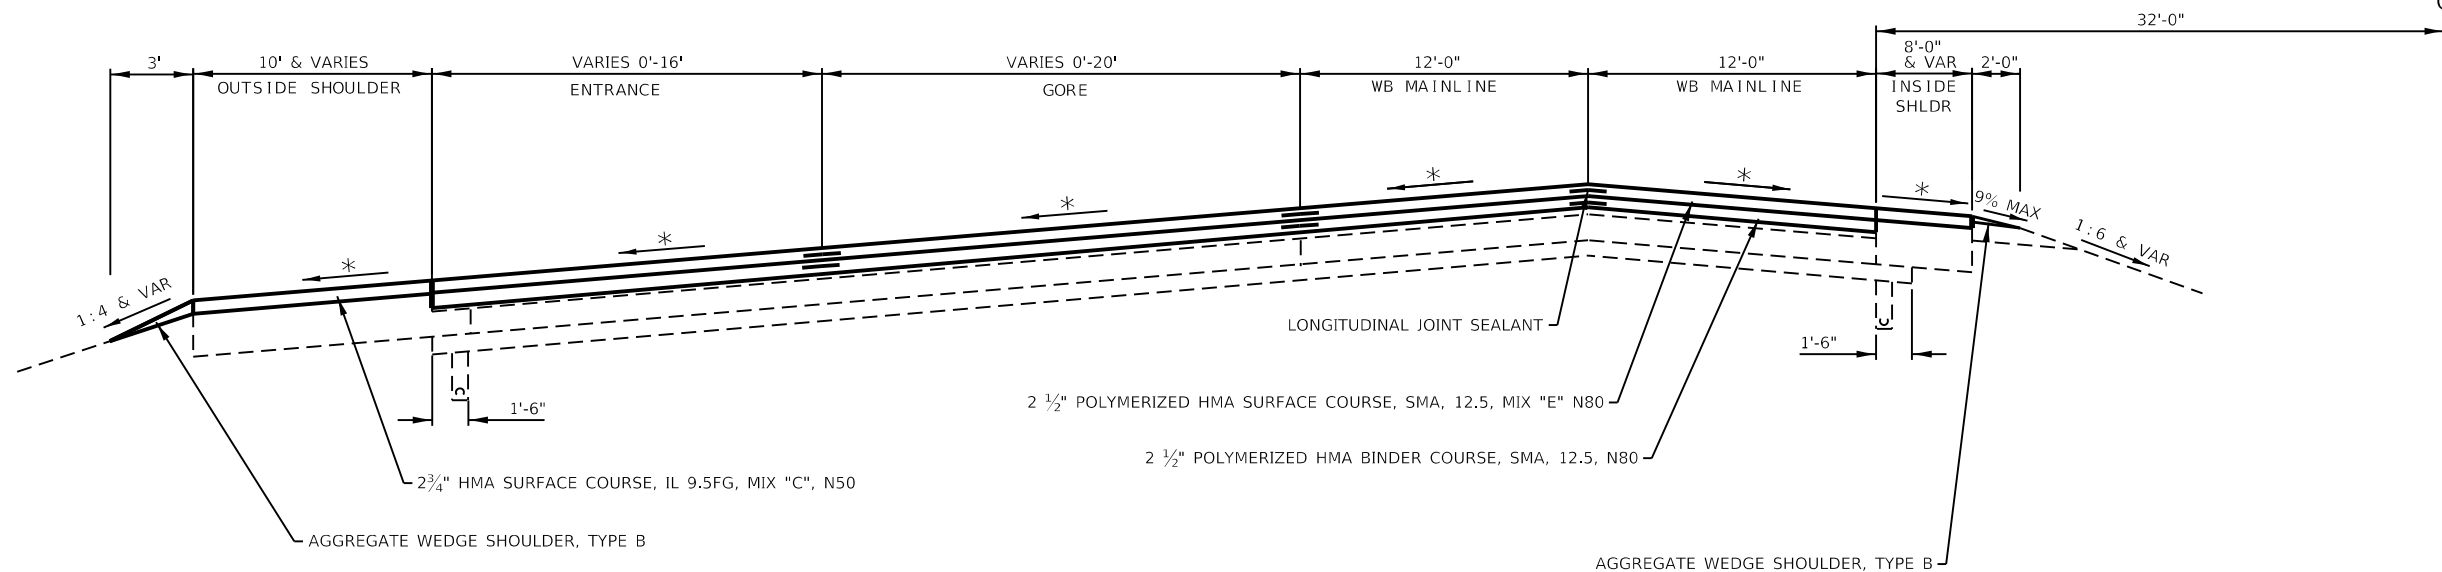 32'-0"
3'
10' & VARIES
OUTSIDE SHOULDER
VARIES 0'-16'
ENTRANCE
VARIES 0'-20'
GORE
12'-0"
WB MAINLINE
12'-0"
WB MAINLINE
8'-0"
& VAR
INSIDE
SHLDR
2'-0"
*
*
*
*
*
*
9% MAX
1:6 & VAR
1:4 & VAR
LONGITUDINAL JOINT SEALANT
1'-6"
1'-6"
2 ½" POLYMERIZED HMA SURFACE COURSE, SMA, 12.5, MIX "E" N80
2 ½" POLYMERIZED HMA BINDER COURSE, SMA, 12.5, N80
2¾" HMA SURFACE COURSE, IL 9.5FG, MIX "C", N50
AGGREGATE WEDGE SHOULDER, TYPE B
AGGREGATE WEDGE SHOULDER, TYPE B